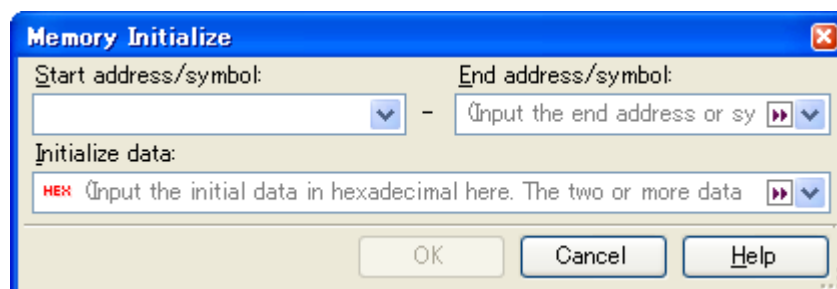 Memory Initialize
Start address/symbol:
End address/symbol:
- (Input the end address or sy
Initialize data:
HEX (Input the initial data in hexadecimal here. The two or more data
OK Cancel Help